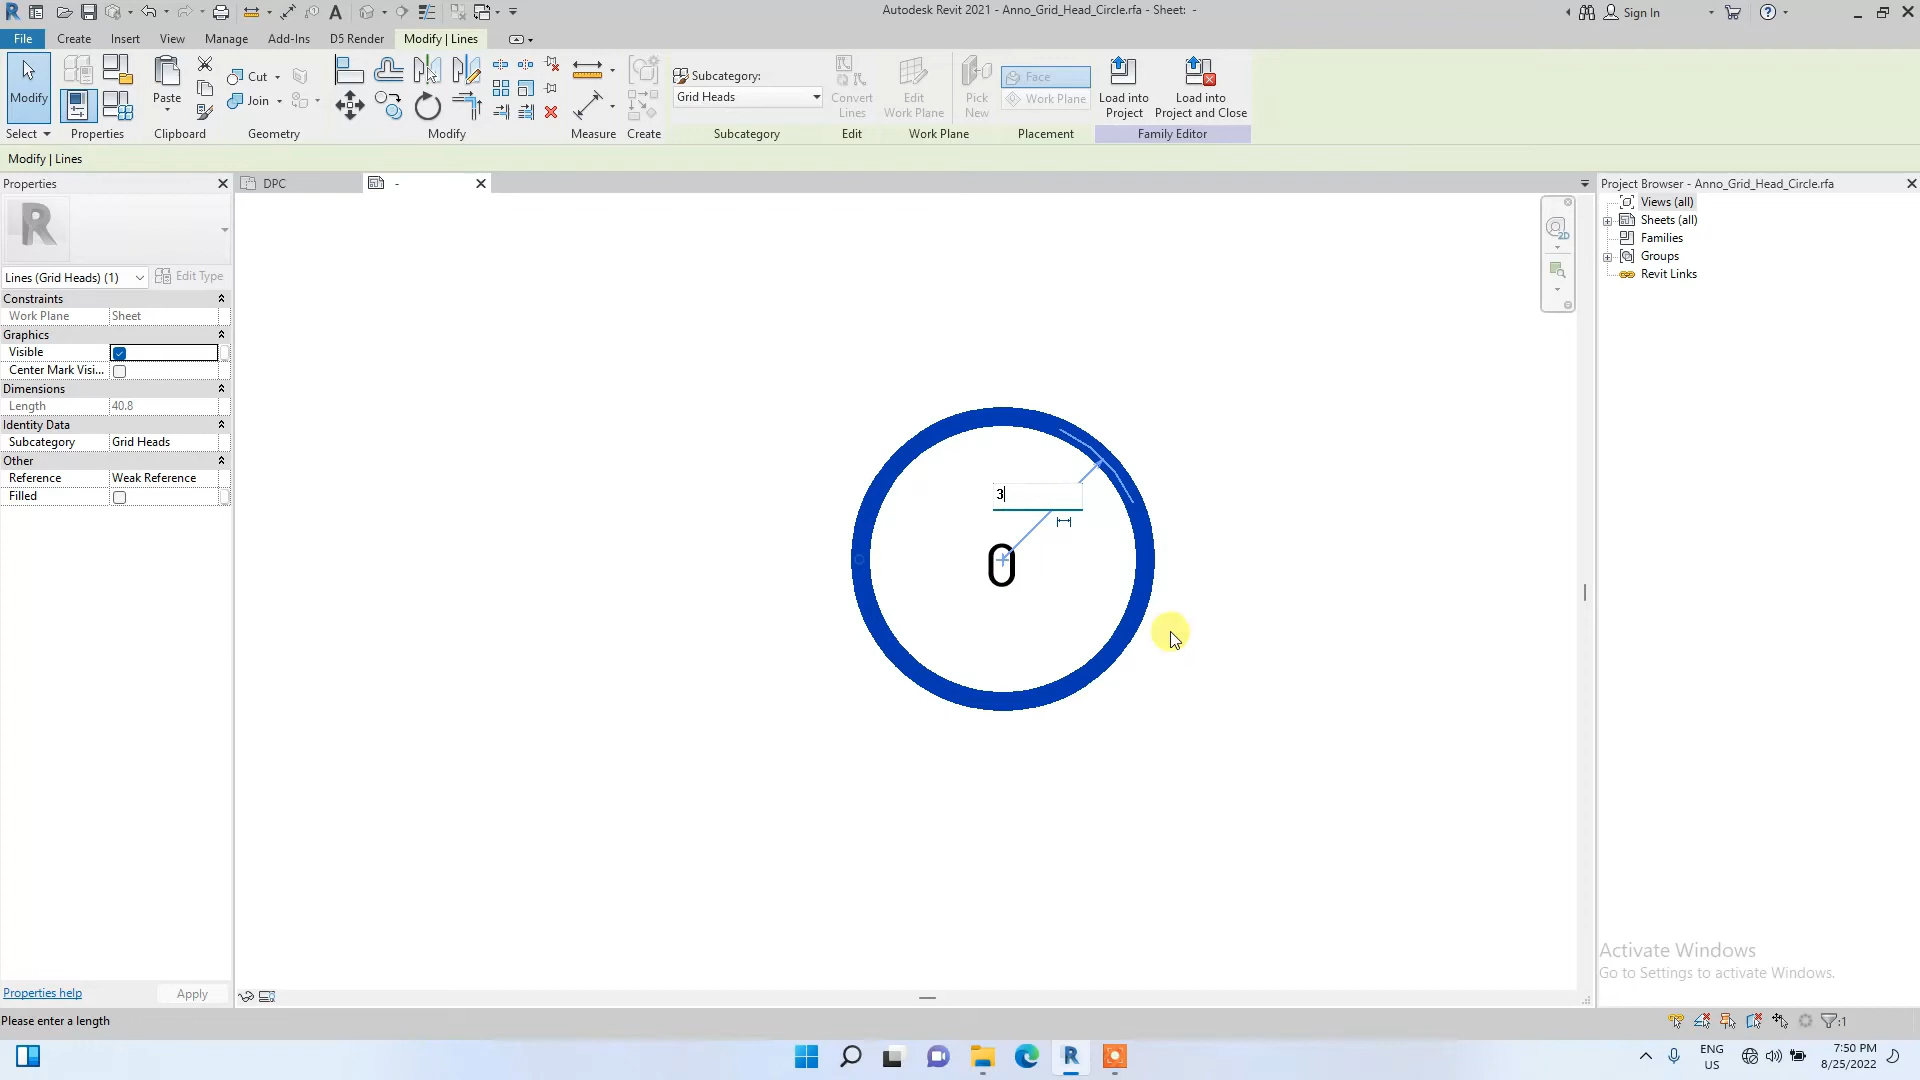 Autodesk Revit 2021 - Anno_Grid_Head_Circle.rfa - Sheet:  -
Sign In
File
Create
Insert
View
Manage
Add-Ins
D5 Render
Modify | Lines
Modify
Paste
Cut
Join
Subcategory:
Grid Heads
Convert
Lines
Edit
Work Plane
Pick
New
Face
Work Plane
Load into
Project
Load into
Project and Close
Select
Properties
Clipboard
Geometry
Modify
Measure
Create
Subcategory
Edit
Work Plane
Placement
Family Editor
Modify | Lines
Properties
DPC
-
Project Browser - Anno_Grid_Head_Circle.rfa
R
Views (all)
Sheets (all)
Families
Groups
Revit Links
Lines (Grid Heads) (1)
Edit Type
Constraints
Work Plane Sheet
Graphics
Visible
Center Mark Visi...
Dimensions
Length 40.8
Identity Data
Subcategory Grid Heads
Other
Reference Weak Reference
Filled
2D
3
0
Activate Windows
Go to Settings to activate Windows.
Properties help
Apply
Please enter a length
:1
ENG
US
7:50 PM
8/25/2022